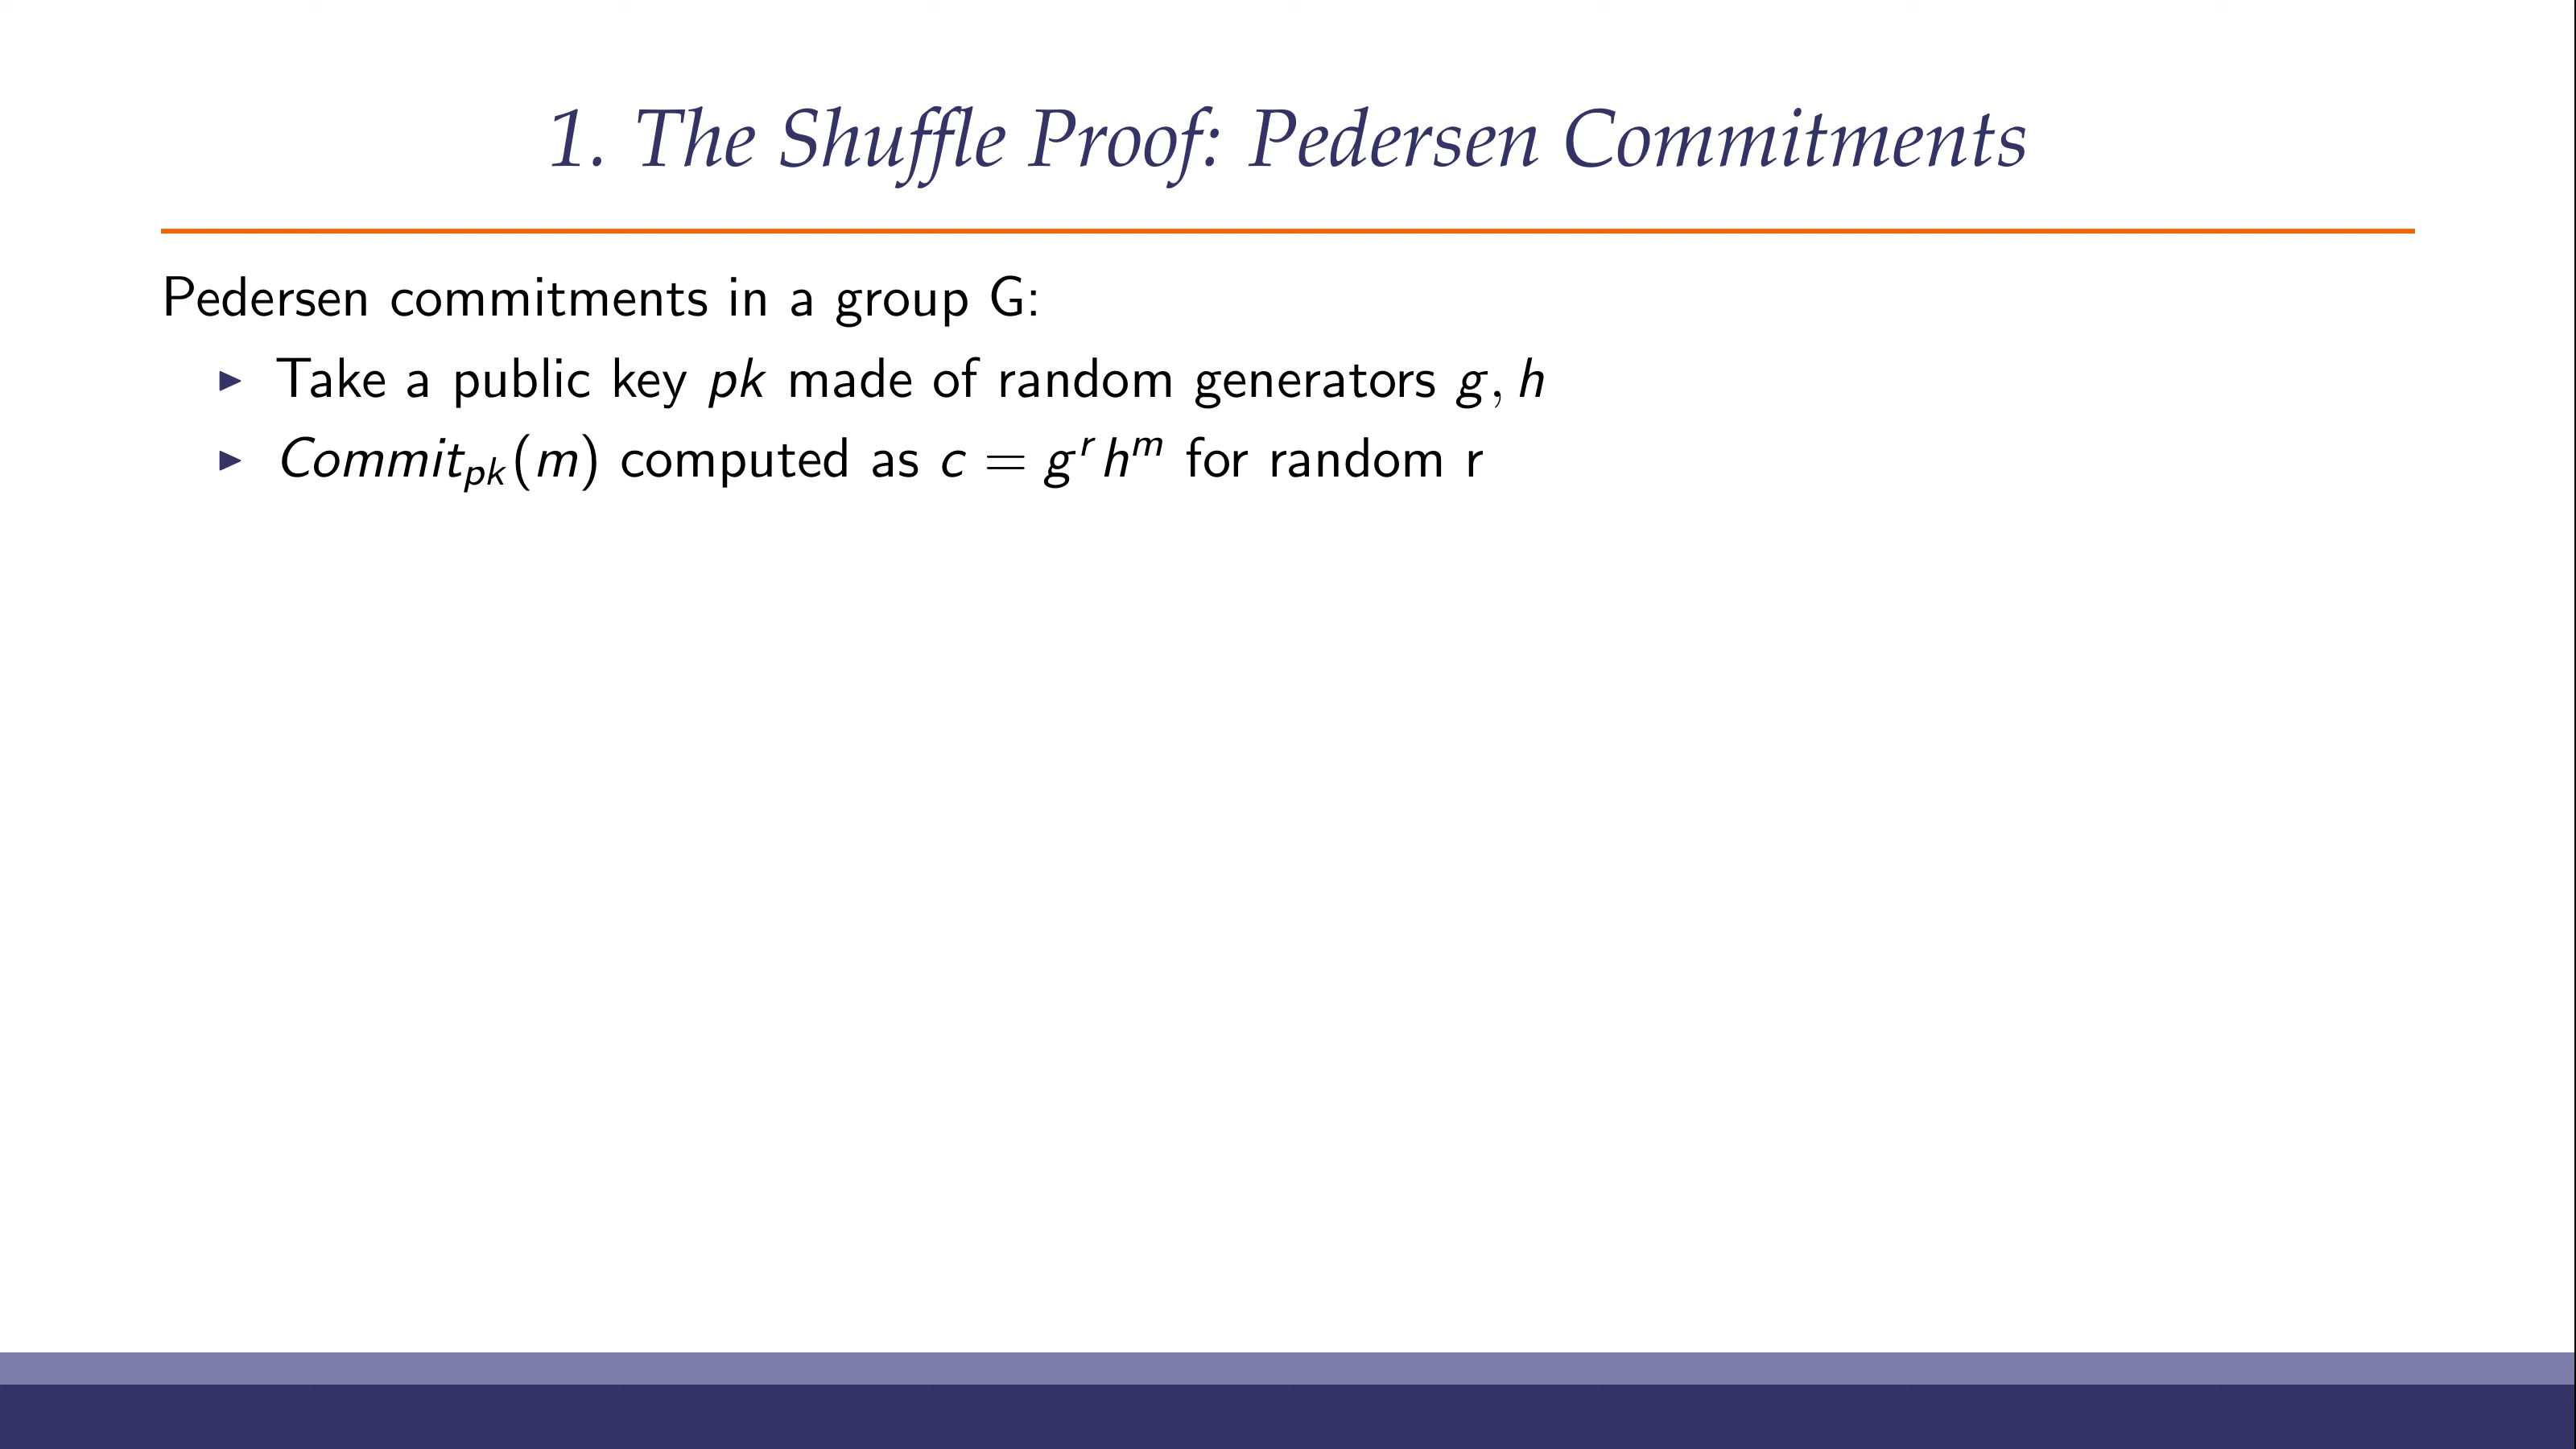 1. The Shuffle Proof: Pedersen Commitments
Pedersen commitments in a group G:
▶ Take a public key pk made of random generators g, h
▶ Commit_pk(m) computed as c = g^r h^m for random r